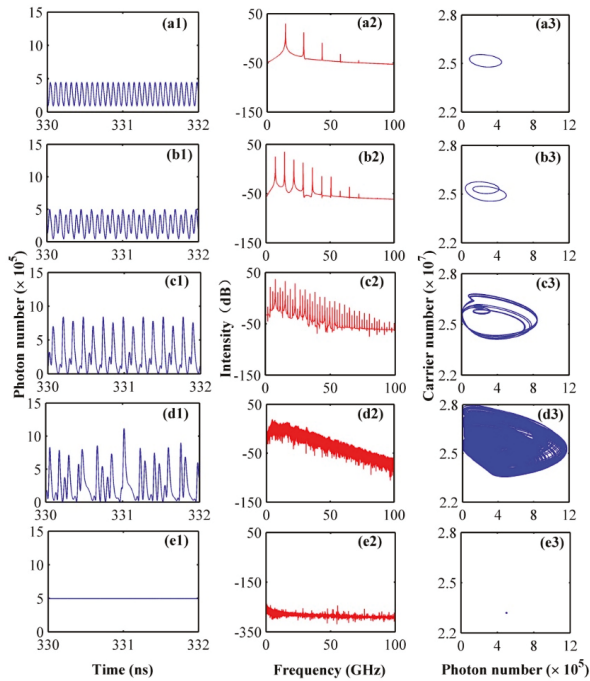 15 (a1) 50 (a2) 2.8 (a3)
10 -50 2.5
5
0 -150 2.2
330 331 332 0 50 100 0 4 8 12
15 (b1) 50 (b2) 2.8 (b3)
10 -50 2.5
5
0 -150 2.2
330 331 332 0 50 100 0 4 8 12
15 (c1) 50 (c2) 2.8 (c3)
10 -50 2.5
5
0 -150 2.2
330 331 332 0 50 100 0 4 8 12
15 (d1) 50 (d2) 2.8 (d3)
10 -50 2.5
5
0 -150 2.2
330 331 332 0 50 100 0 4 8 12
15 (e1) -50 (e2) 2.8 (e3)
10 -150 2.5
5 -250
0 -350 2.2
330 331 332 0 50 100 0 4 8 12
Photon number (× 10⁵)
Intensity (dB)
Carrier number (× 10⁷)
Time (ns) Frequency (GHz) Photon number (× 10⁵)